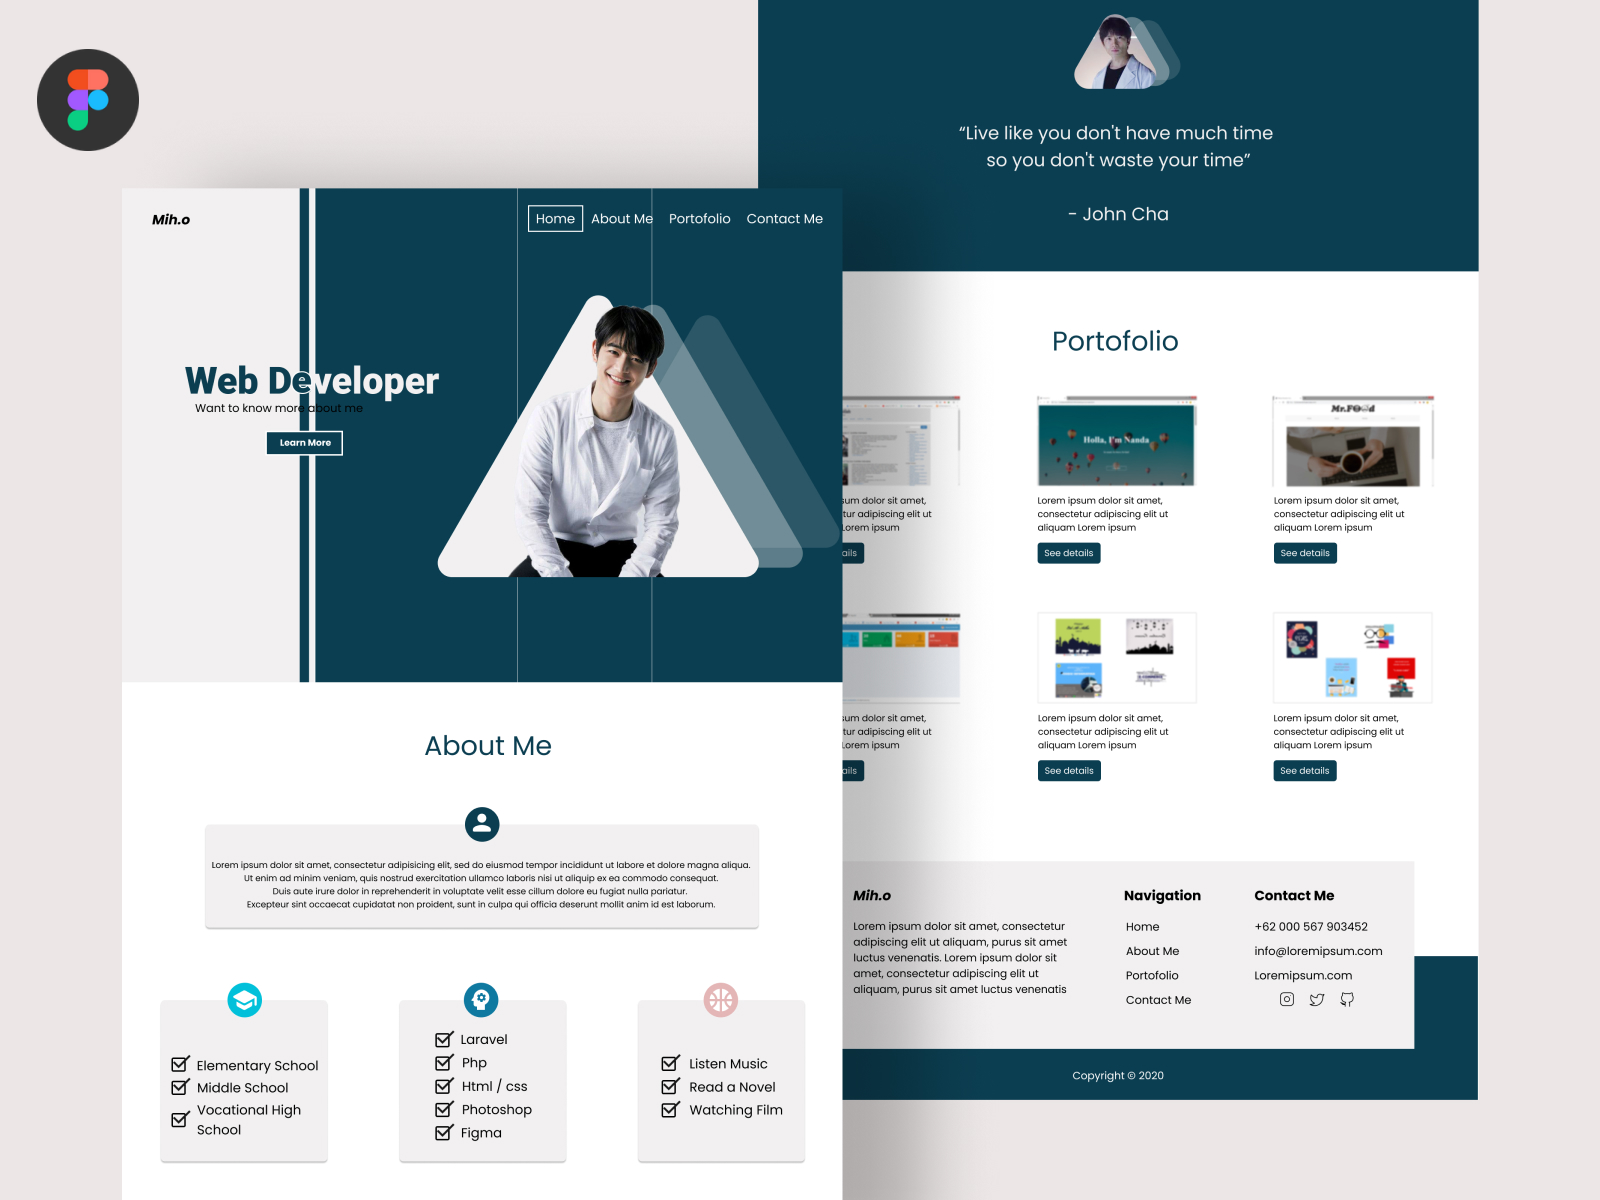 Mih.o
Home
About Me
Portofolio
Contact Me
Web Developer
Want to know more about me
Learn More
About Me
Lorem ipsum dolor sit amet, consectetur adipisicing elit, sed do eiusmod tempor incididunt ut labore et dolore magna aliqua.
Ut enim ad minim veniam, quis nostrud exercitation ullamco laboris nisi ut aliquip ex ea commodo consequat.
Duis aute irure dolor in reprehenderit in voluptate velit esse cillum dolore eu fugiat nulla pariatur.
Excepteur sint occaecat cupidatat non proident, sunt in culpa qui officia deserunt mollit anim id est laborum.
Elementary School
Middle School
Vocational High
School
Laravel
Php
Html / css
Photoshop
Figma
Listen Music
Read a Novel
Watching Film
“Live like you don't have much time
so you don't waste your time”
- John Cha
Portofolio
Holla, I'm Nanda
Mr.Food
sum dolor sit amet,
tur adipiscing elit ut
Lorem ipsum
ails
Lorem ipsum dolor sit amet,
consectetur adipiscing elit ut
aliquam Lorem ipsum
See details
Lorem ipsum dolor sit amet,
consectetur adipiscing elit ut
aliquam Lorem ipsum
See details
sum dolor sit amet,
tur adipiscing elit ut
Lorem ipsum
ails
Lorem ipsum dolor sit amet,
consectetur adipiscing elit ut
aliquam Lorem ipsum
See details
Lorem ipsum dolor sit amet,
consectetur adipiscing elit ut
aliquam Lorem ipsum
See details
Mih.o
Lorem ipsum dolor sit amet, consectetur
adipiscing elit ut aliquam, purus sit amet
luctus venenatis. Lorem ipsum dolor sit
amet, consectetur adipiscing elit ut
aliquam, purus sit amet luctus venenatis
Navigation
Home
About Me
Portofolio
Contact Me
Contact Me
+62 000 567 903452
info@loremipsum.com
Loremipsum.com
Copyright © 2020